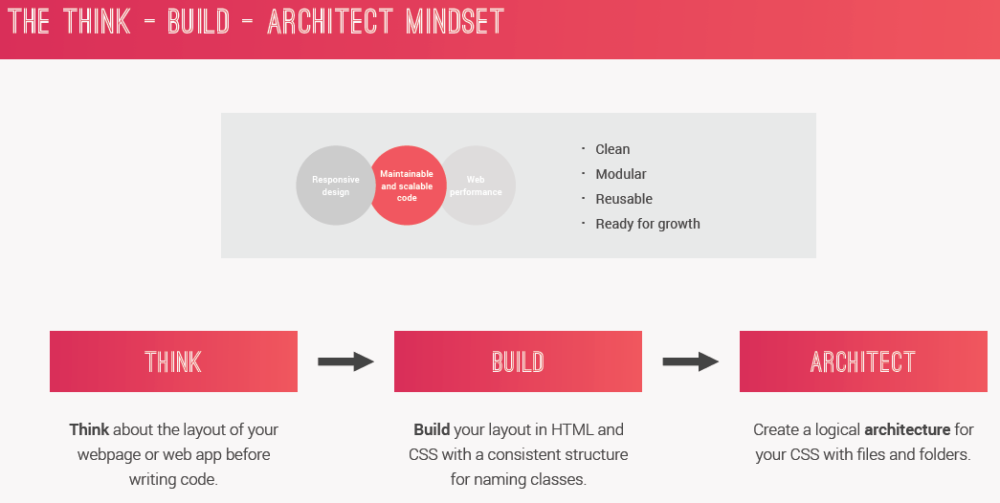 THE THINK – BUILD – ARCHITECT MINDSET
Responsive
design
Maintainable
and scalable
code
Web
performance
· Clean
· Modular
· Reusable
· Ready for growth
THINK
BUILD
ARCHITECT
Think about the layout of your
webpage or web app before
writing code.
Build your layout in HTML and
CSS with a consistent structure
for naming classes.
Create a logical architecture for
your CSS with files and folders.